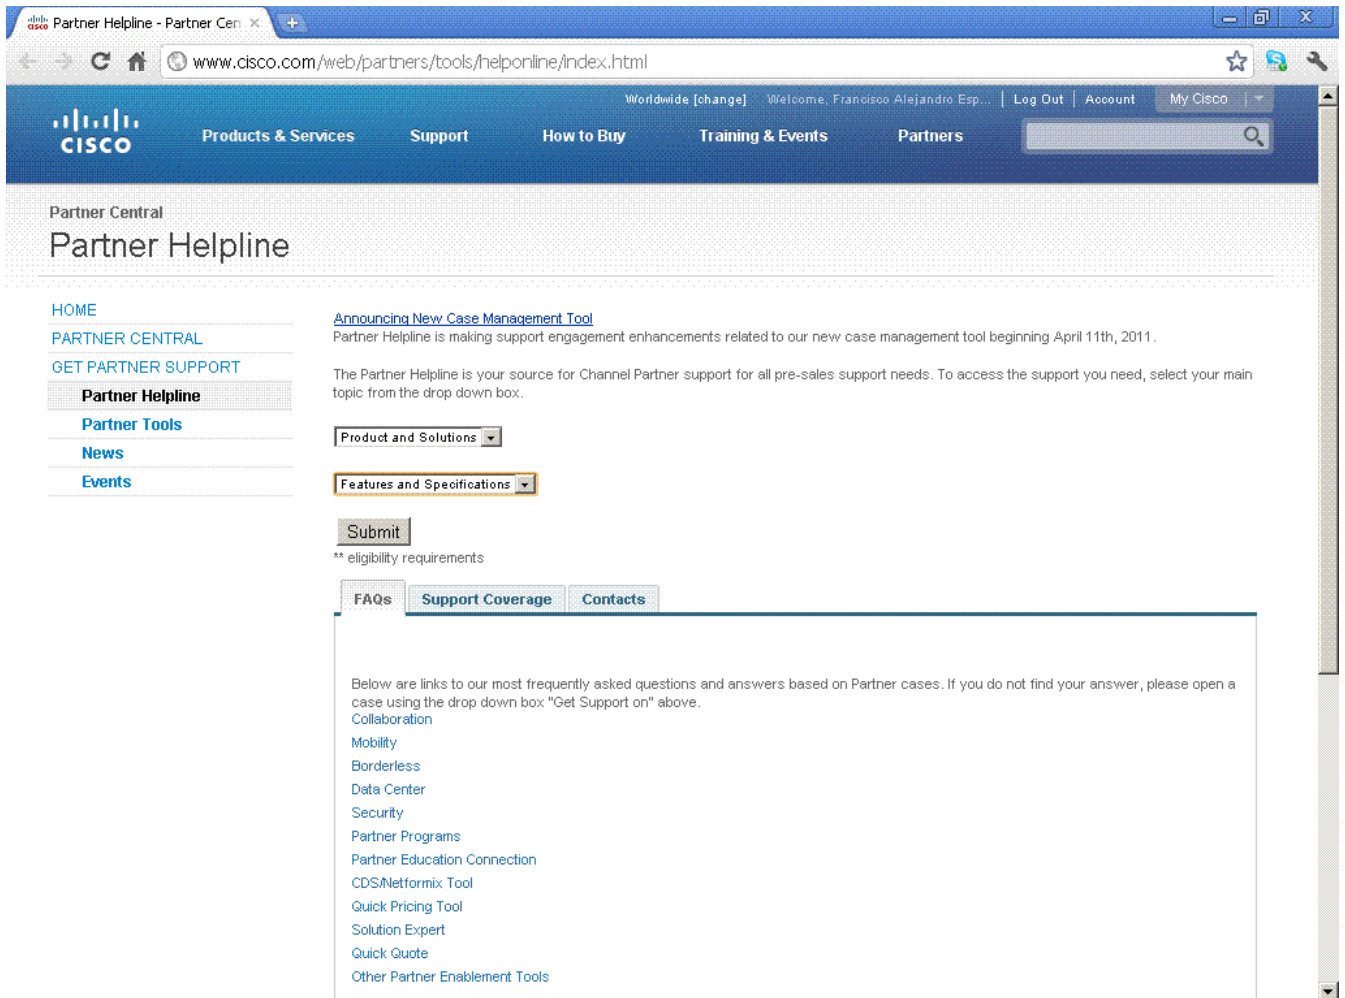 Partner Helpline - Partner Cen
www.cisco.com/web/partners/tools/helponline/index.html
Worldwide [change] Welcome, Francisco Alejandro Esp... | Log Out | Account My Cisco
CISCO
Products & Services Support How to Buy Training & Events Partners
Partner Central
Partner Helpline
HOME
PARTNER CENTRAL
GET PARTNER SUPPORT
Partner Helpline
Partner Tools
News
Events
Announcing New Case Management Tool
Partner Helpline is making support engagement enhancements related to our new case management tool beginning April 11th, 2011.
The Partner Helpline is your source for Channel Partner support for all pre-sales support needs. To access the support you need, select your main
topic from the drop down box.
Product and Solutions
Features and Specifications
Submit
** eligibility requirements
FAQs Support Coverage Contacts
Below are links to our most frequently asked questions and answers based on Partner cases. If you do not find your answer, please open a
case using the drop down box "Get Support on" above.
Collaboration
Mobility
Borderless
Data Center
Security
Partner Programs
Partner Education Connection
CDS/Netformix Tool
Quick Pricing Tool
Solution Expert
Quick Quote
Other Partner Enablement Tools